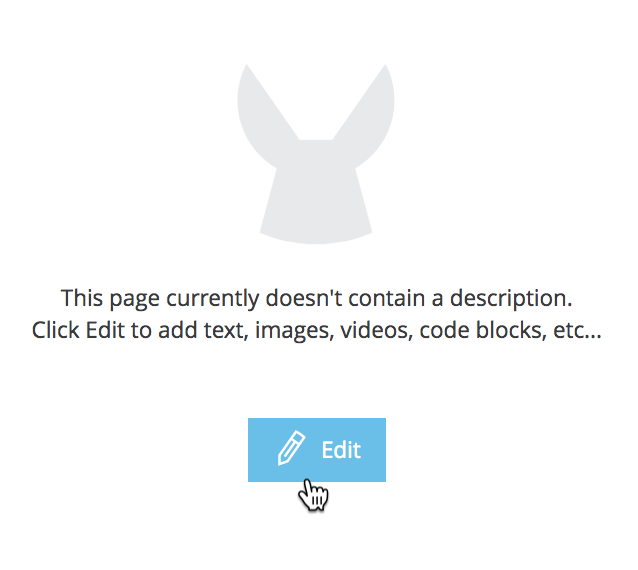 This page currently doesn't contain a description.
Click Edit to add text, images, videos, code blocks, etc...
Edit